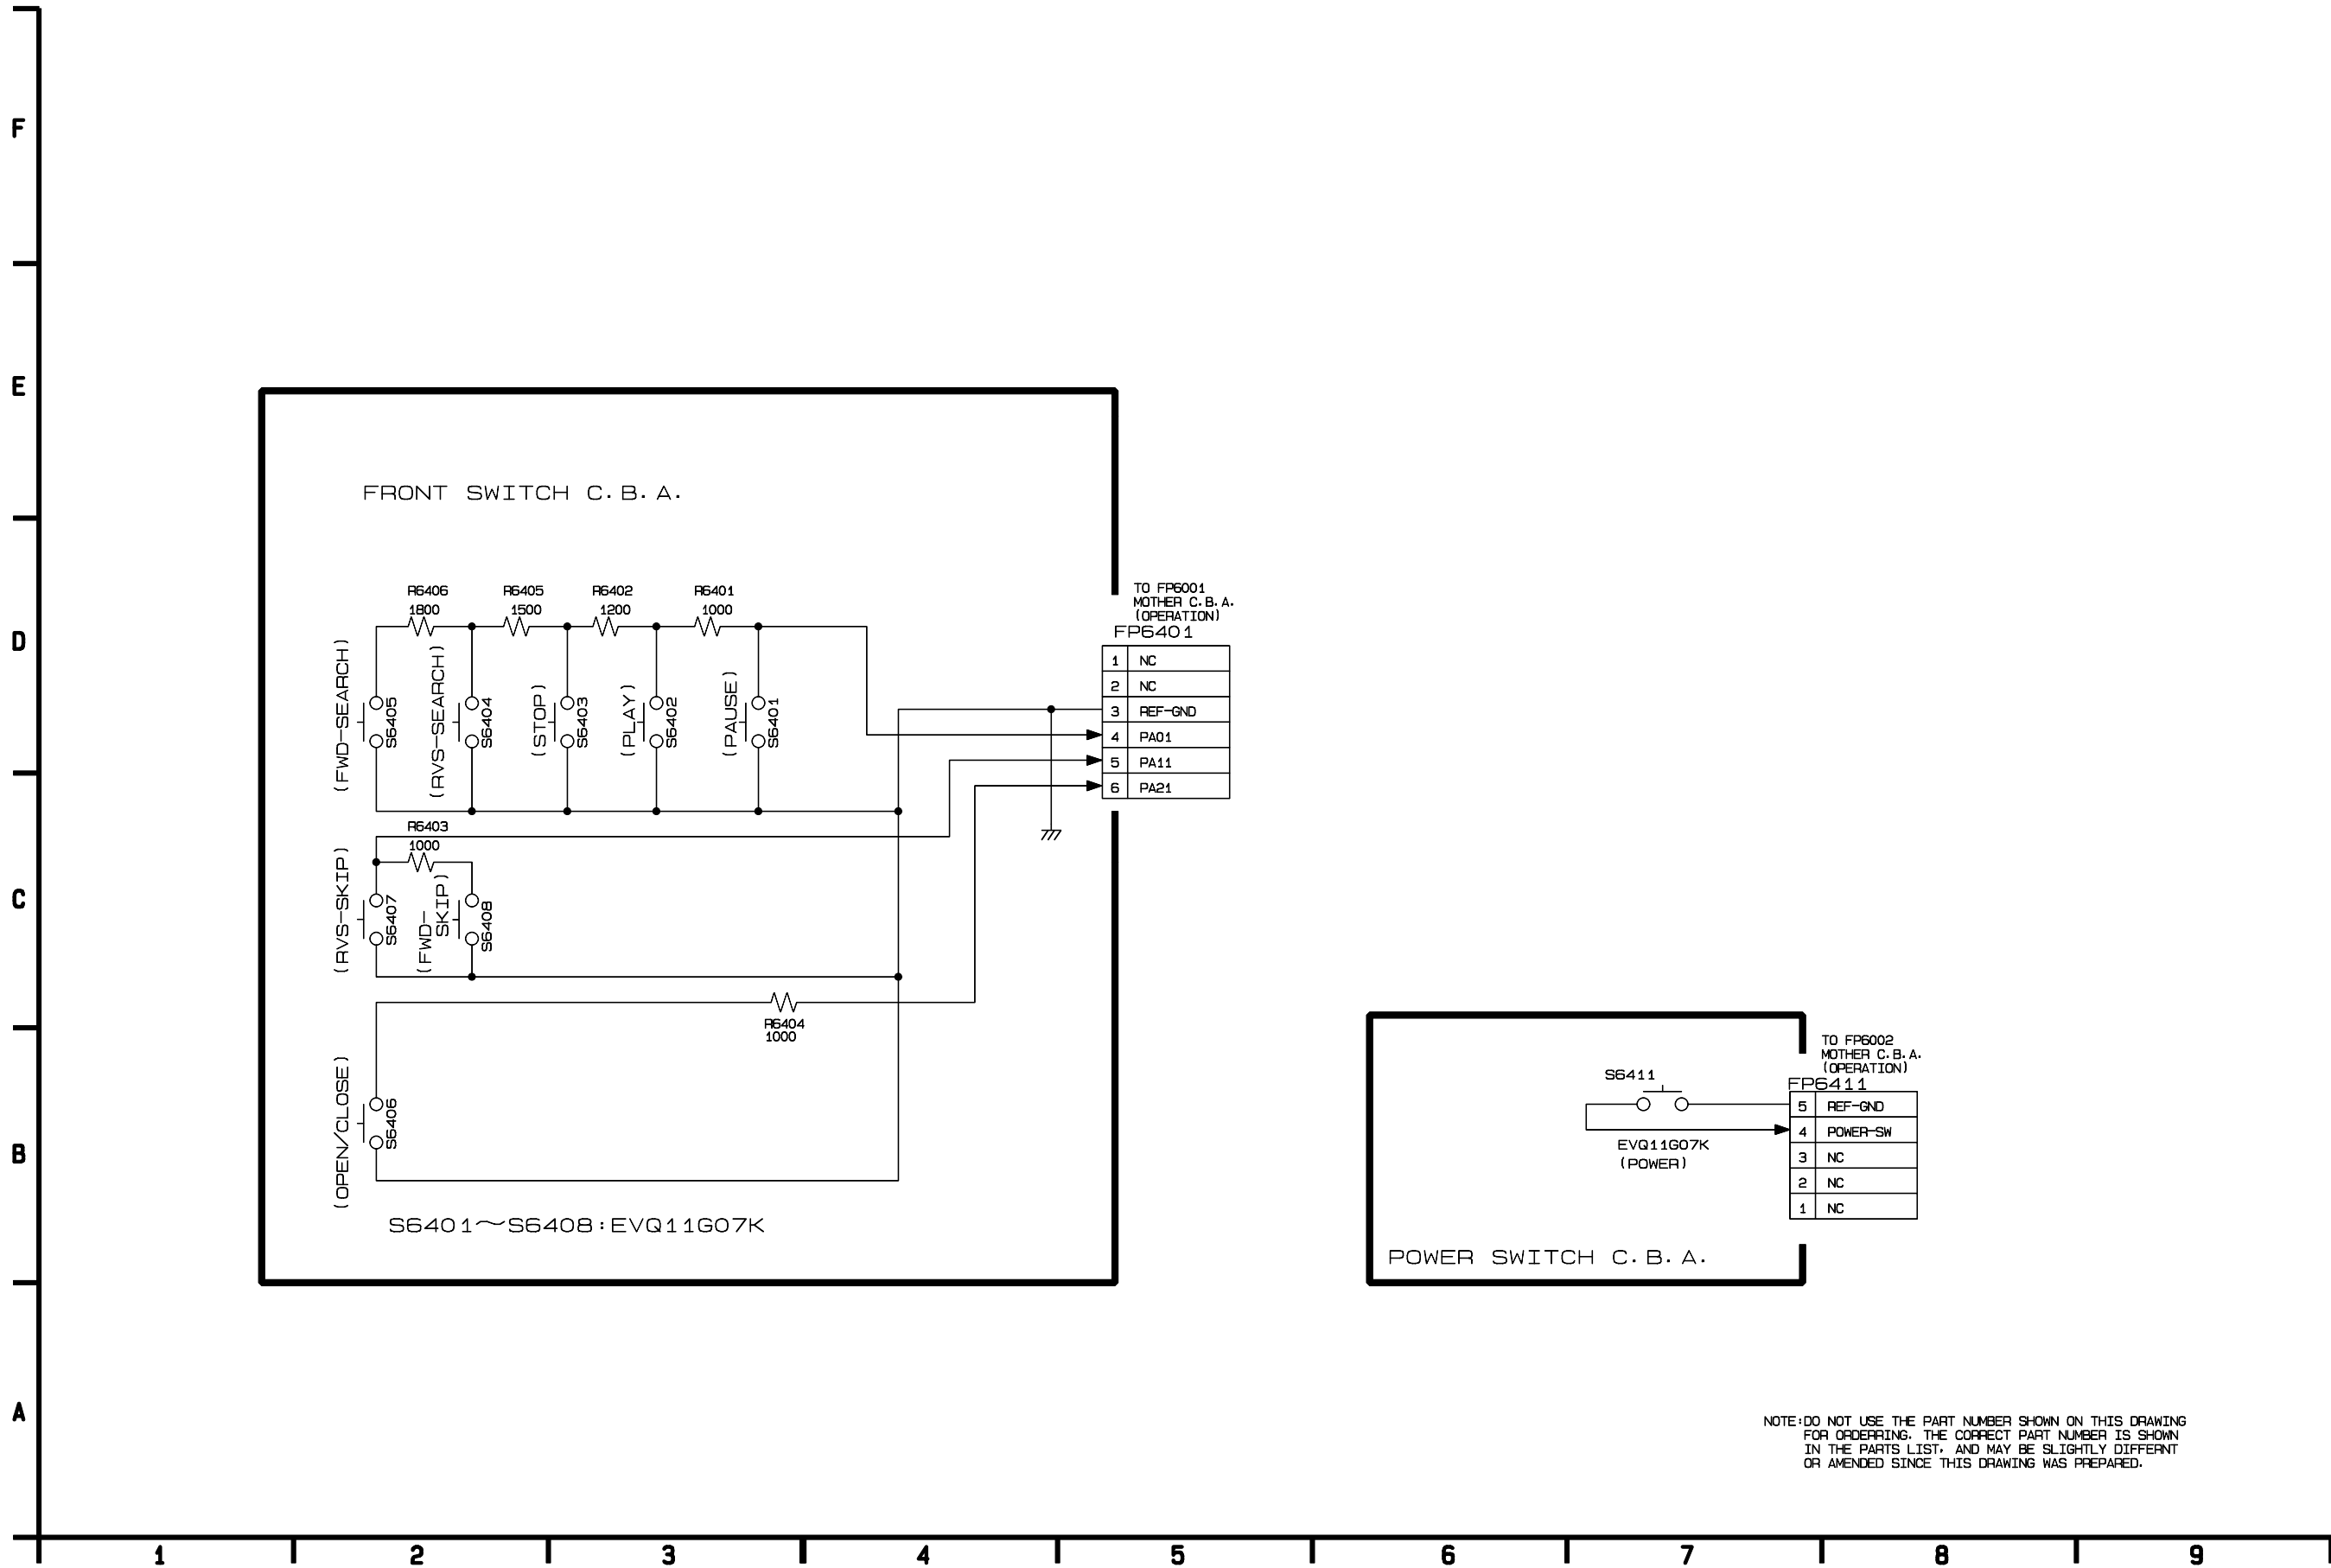 F
E
D
C
B
A
FRONT SWITCH C.B.A.
R6406
1800
R6405
1500
R6402
1200
R6401
1000
(FWD-SEARCH)
S6405
(RVS-SEARCH)
S6404
(STOP)
S6403
(PLAY)
S6402
(PAUSE)
S6401
TO FP6001
MOTHER C.B.A.
(OPERATION)
FP6401
1 NC
2 NC
3 REF-GND
4 PA01
5 PA11
6 PA21
R6403
1000
(RVS-SKIP)
S6407
(FWD-
SKIP)
S6408
R6404
1000
(OPEN/CLOSE)
S6406
S6401～S6408:EVQ11G07K
TO FP6002
MOTHER C.B.A.
(OPERATION)
FP6411
S6411
EVQ11G07K
(POWER)
5 REF-GND
4 POWER-SW
3 NC
2 NC
1 NC
POWER SWITCH C.B.A.
NOTE:DO NOT USE THE PART NUMBER SHOWN ON THIS DRAWING
FOR ORDERRING. THE CORRECT PART NUMBER IS SHOWN
IN THE PARTS LIST, AND MAY BE SLIGHTLY DIFFERNT
OR AMENDED SINCE THIS DRAWING WAS PREPARED.
1 2 3 4 5 6 7 8 9